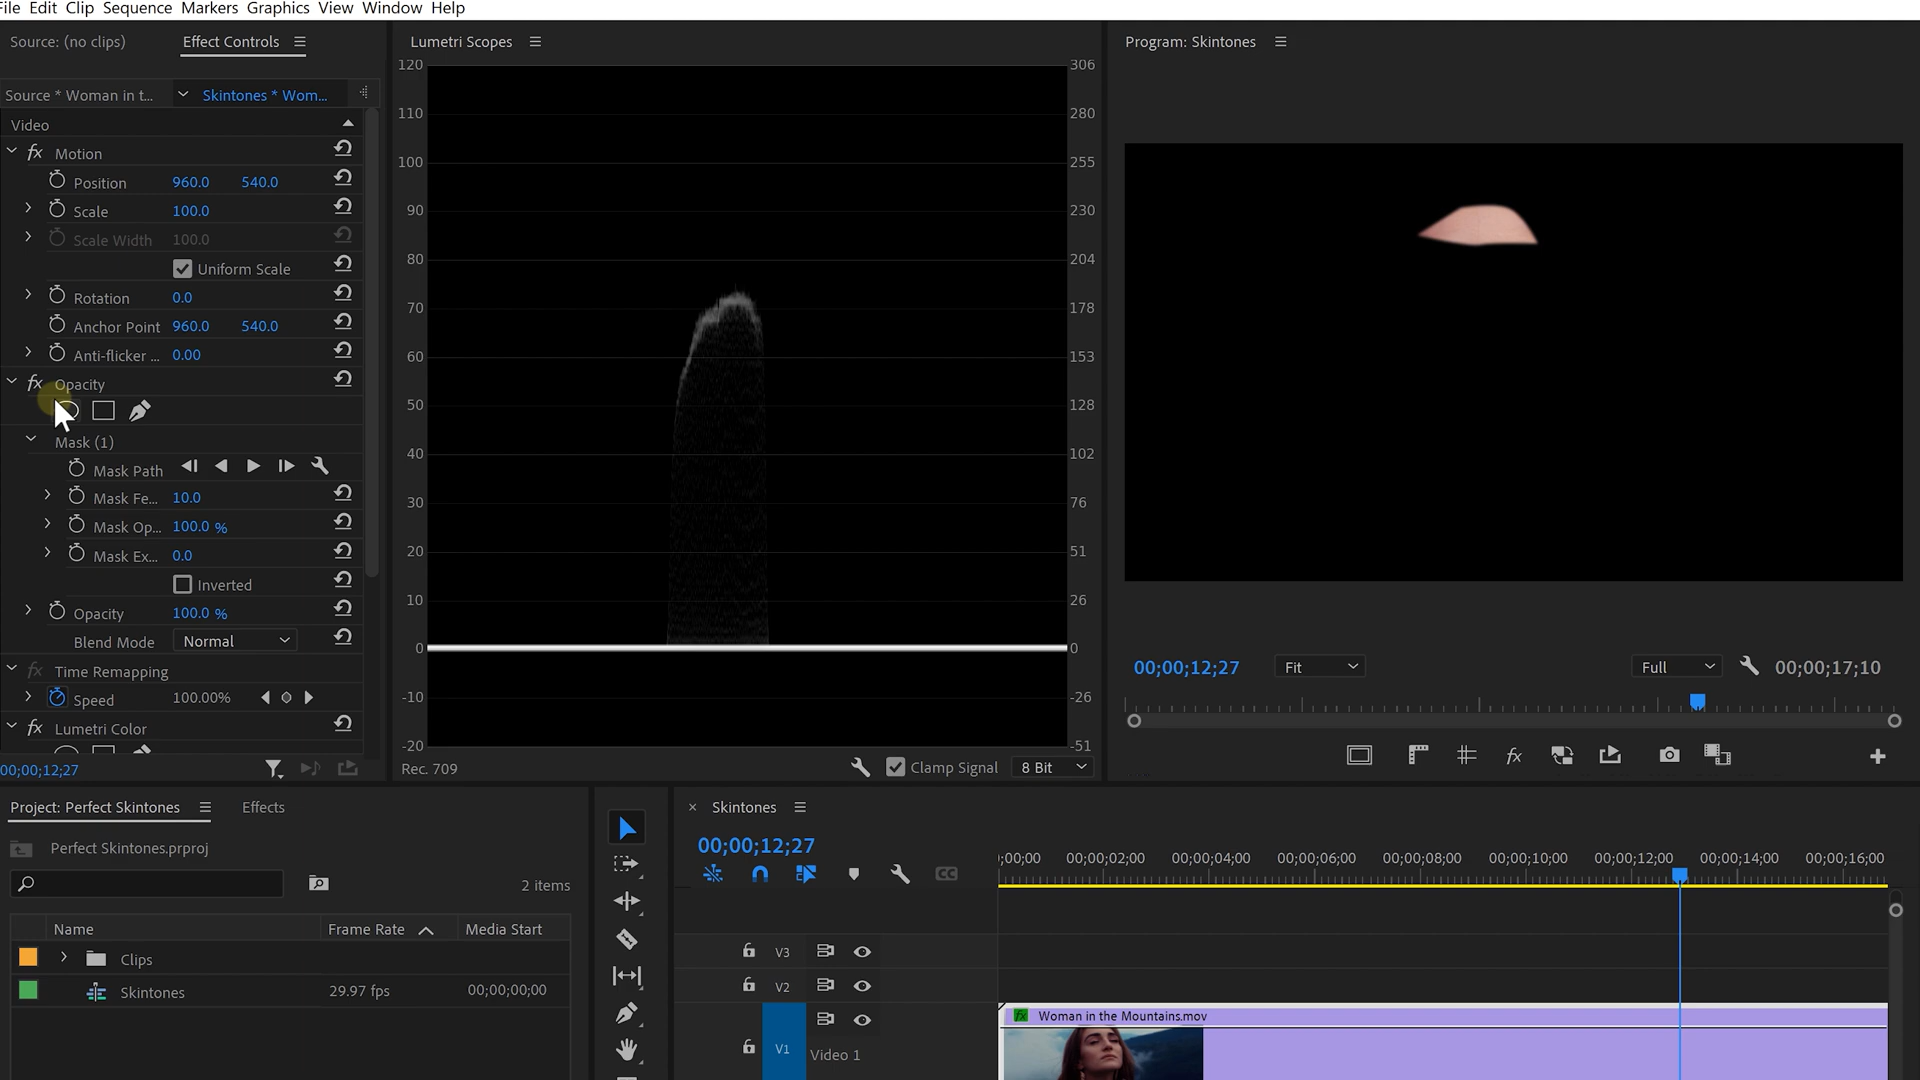 File Edit Clip Sequence Markers Graphics View Window Help
Source: (no clips)
Effect Controls
Source * Woman in t...
Skintones * Wom...
Video
fx Motion
Position 960.0 540.0
Scale 100.0
Scale Width 100.0
Uniform Scale
Rotation 0.0
Anchor Point 960.0 540.0
Anti-flicker ... 0.00
fx Opacity
Mask (1)
Mask Path
Mask Fe... 10.0
Mask Op... 100.0 %
Mask Ex... 0.0
Inverted
Opacity 100.0 %
Blend Mode Normal
fx Time Remapping
Speed 100.00%
fx Lumetri Color
00;00;12;27
Lumetri Scopes
120 306
110 280
100 255
90 230
80 204
70 178
60 153
50 128
40 102
30 76
20 51
10 26
0 0
-10 -26
-20 -51
Rec. 709
Clamp Signal
8 Bit
Program: Skintones
00;00;12;27
Fit
Full
00;00;17;10
fx
Project: Perfect Skintones
Effects
Perfect Skintones.prproj
2 items
Name Frame Rate Media Start
Clips
Skintones 29.97 fps 00;00;00;00
× Skintones
00;00;12;27
CC
;00;00 00;00;02;00 00;00;04;00 00;00;06;00 00;00;08;00 00;00;10;00 00;00;12;00 00;00;14;00 00;00;16;00
V3
V2
fx Woman in the Mountains.mov
V1 Video 1